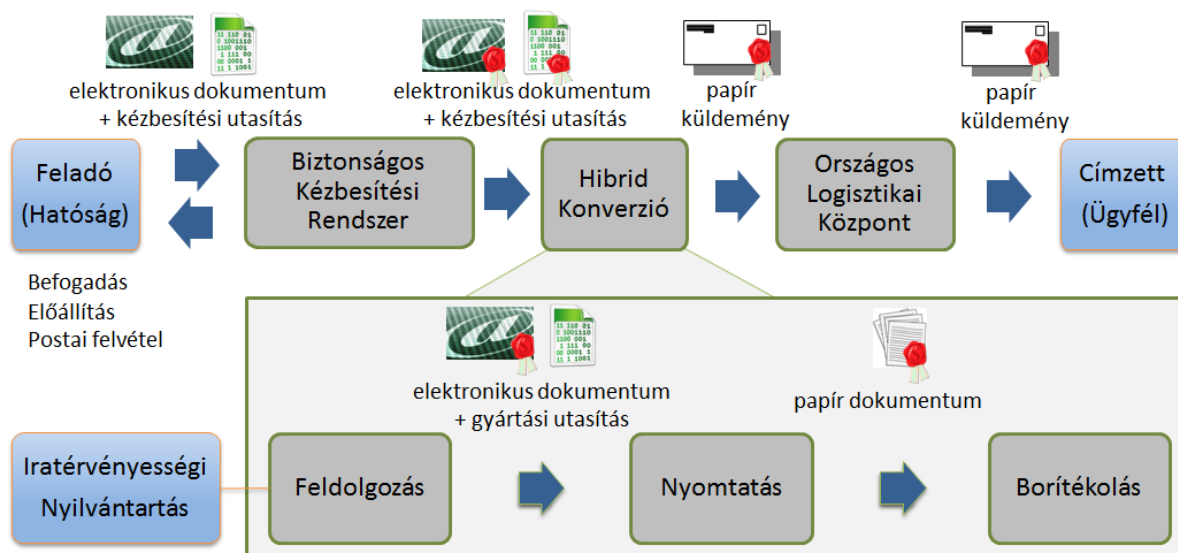 elektronikus dokumentum
+ kézbesítési utasítás
elektronikus dokumentum
+ kézbesítési utasítás
papír
küldemény
papír
küldemény
Feladó
(Hatóság)
Biztonságos
Kézbesítési
Rendszer
Hibrid
Konverzió
Országos
Logisztikai
Központ
Címzett
(Ügyfél)
Befogadás
Előállítás
Postai felvétel
elektronikus dokumentum
+ gyártási utasítás
papír dokumentum
Iratérvényességi
Nyilvántartás
Feldolgozás
Nyomtatás
Borítékolás